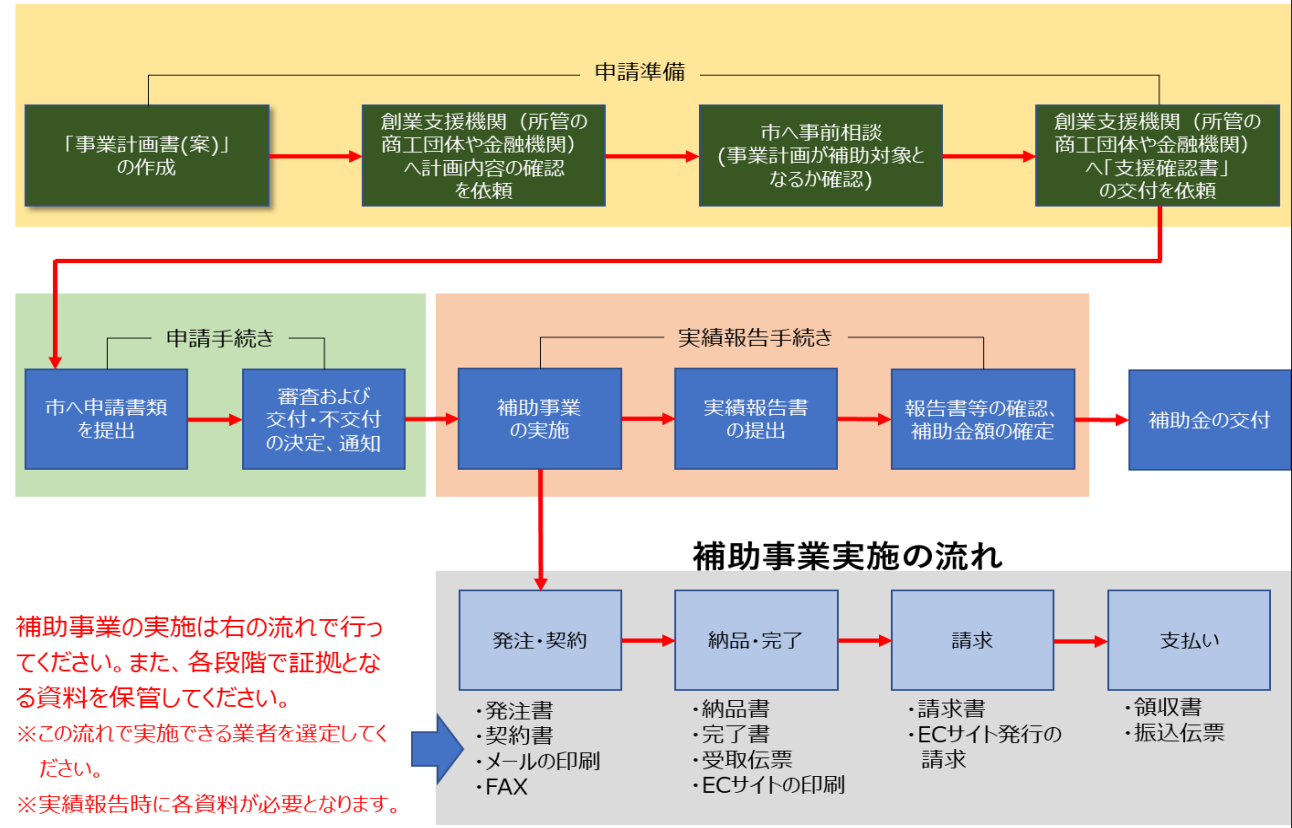 申請準備
「事業計画書(案)」
の作成
創業支援機関（所管の
商工団体や金融機関）
へ計画内容の確認
を依頼
市へ事前相談
(事業計画が補助対象と
なるか確認)
創業支援機関（所管の
商工団体や金融機関）
へ「支援確認書」
の交付を依頼
申請手続き
市へ申請書類
を提出
審査および
交付・不交付
の決定、通知
実績報告手続き
補助事業
の実施
実績報告書
の提出
報告書等の確認、
補助金額の確定
補助金の交付
補助事業実施の流れ
補助事業の実施は右の流れで行っ
てください。また、各段階で証拠とな
る資料を保管してください。
※この流れで実施できる業者を選定してく
ださい。
※実績報告時に各資料が必要となります。
発注・契約
・発注書
・契約書
・メールの印刷
・FAX
納品・完了
・納品書
・完了書
・受取伝票
・ECサイトの印刷
請求
・請求書
・ECサイト発行の
請求
支払い
・領収書
・振込伝票